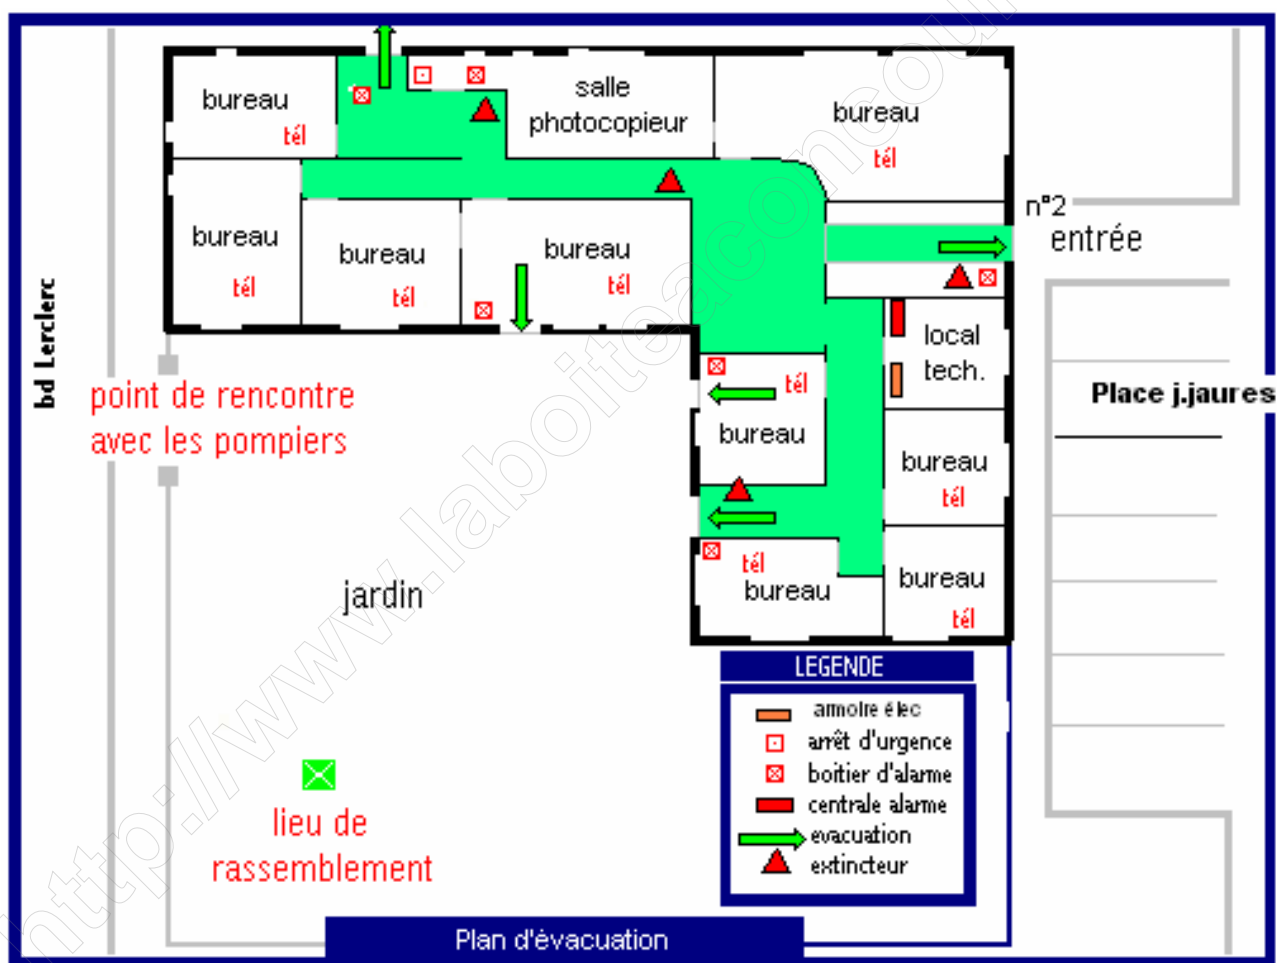 bureau
tél
salle
photocopieur
bureau
tél
bureau
tél
bureau
tél
bureau
tél
n°2
entrée
local
tech.
tél
bureau
bureau
tél
tél
bureau
bureau
tél
bd Lerclerc
point de rencontre
avec les pompiers
Place j.jaures
jardin
lieu de
rassemblement
LEGENDE
armoire élec
arrêt d'urgence
boitier d'alarme
centrale alarme
evacuation
extincteur
Plan d'évacuation